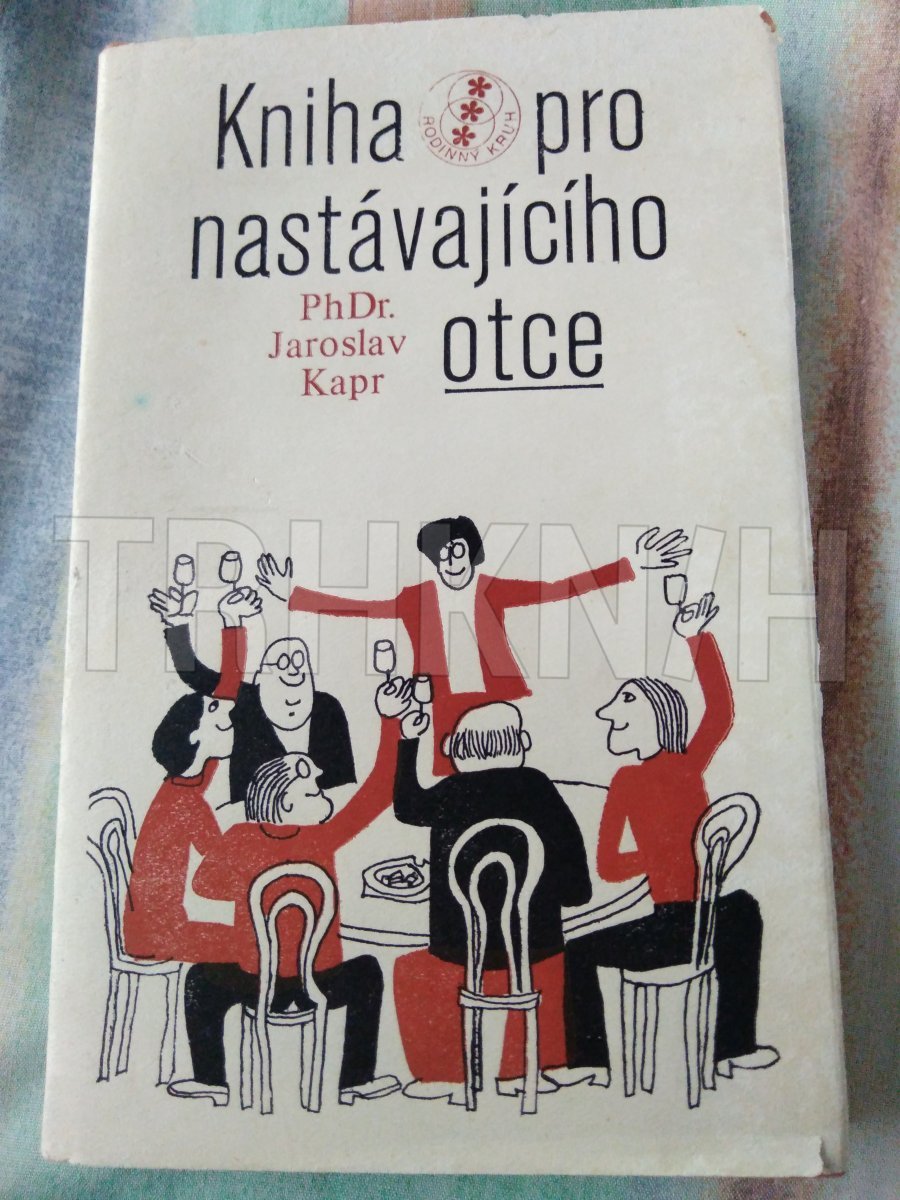 Kniha pro
RODINNÝ KRUH
nastávajícího
otce
PhDr.
Jaroslav
Kapr
TRHKNIH